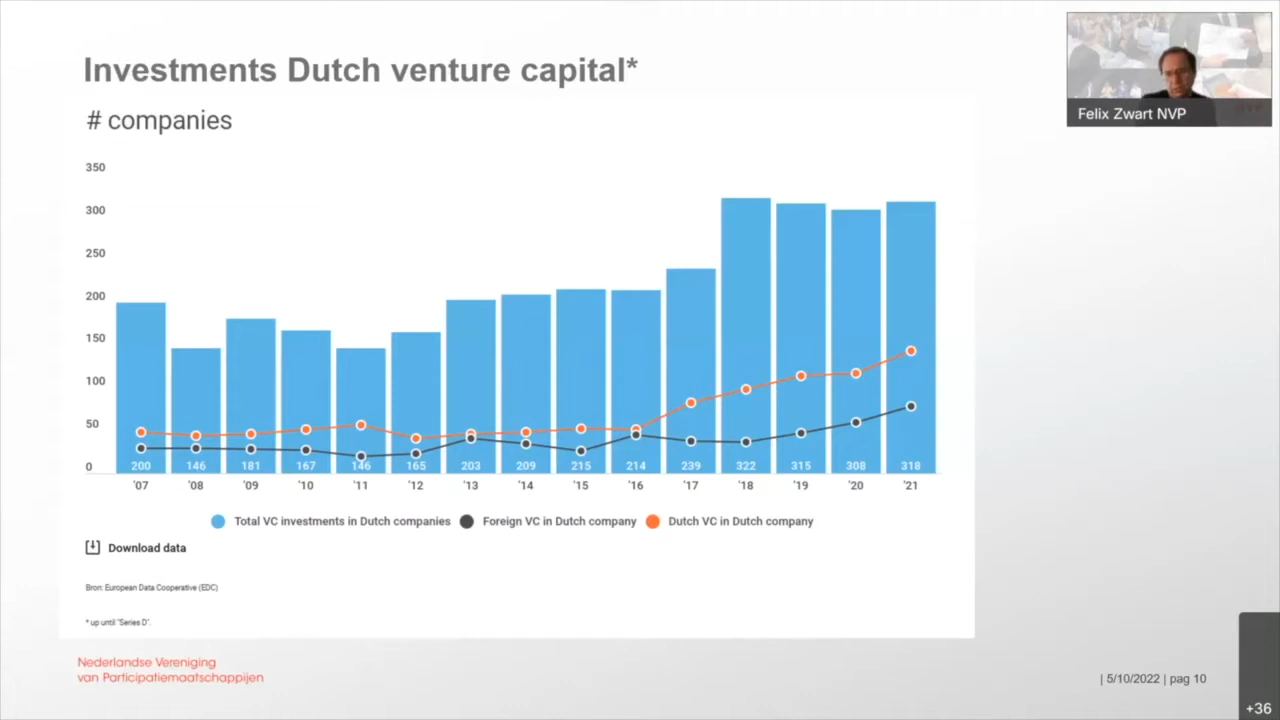 Investments Dutch venture capital*
# companies
Felix Zwart NVP
350
300
250
200
150
100
50
0
200 146 181 167 146 165 203 209 215 214 239 322 315 308 318
'07 '08 '09 '10 '11 '12 '13 '14 '15 '16 '17 '18 '19 '20 '21
Total VC investments in Dutch companies Foreign VC in Dutch company Dutch VC in Dutch company
Download data
Bron: European Data Cooperative (EDC)
* up until "Series D".
Nederlandse Vereniging
van Participatiemaatschappijen
| 5/10/2022 | pag 10
+36